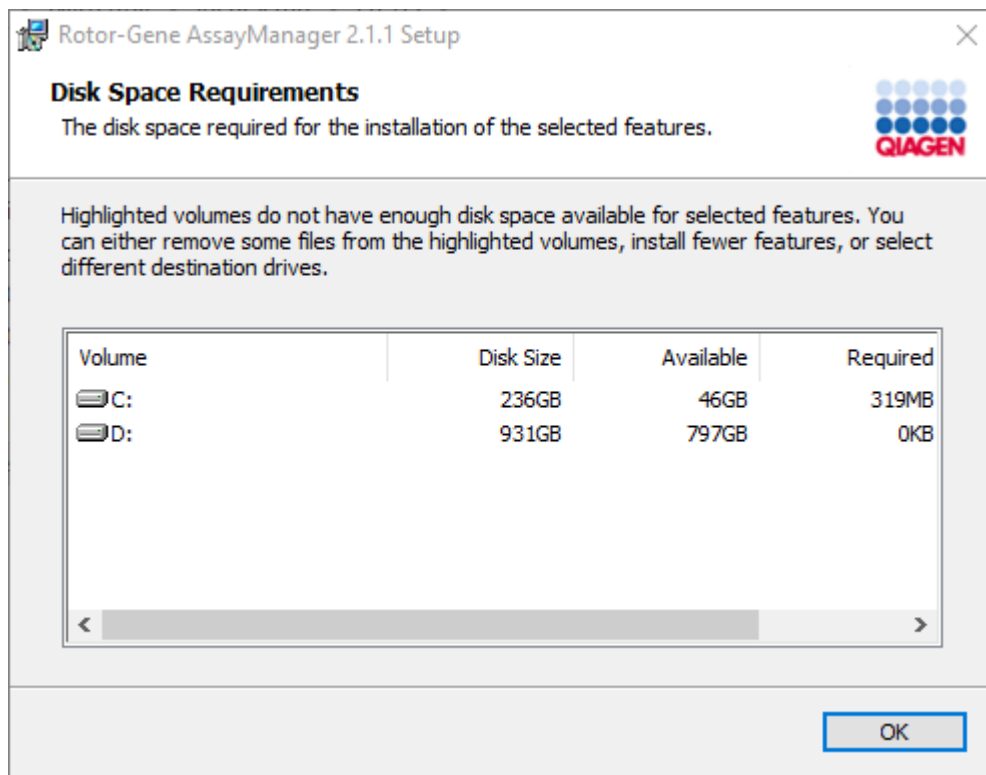 Rotor-Gene AssayManager 2.1.1 Setup
Disk Space Requirements
The disk space required for the installation of the selected features.
QIAGEN
Highlighted volumes do not have enough disk space available for selected features. You
can either remove some files from the highlighted volumes, install fewer features, or select
different destination drives.
Volume Disk Size Available Required
C: 236GB 46GB 319MB
D: 931GB 797GB 0KB
OK